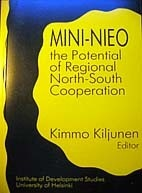 MINI-NIEO
the Potential
of Regional
North-South
Cooperation
Kimmo Kiljunen
Editor
Institute of Development Studies
University of Helsinki